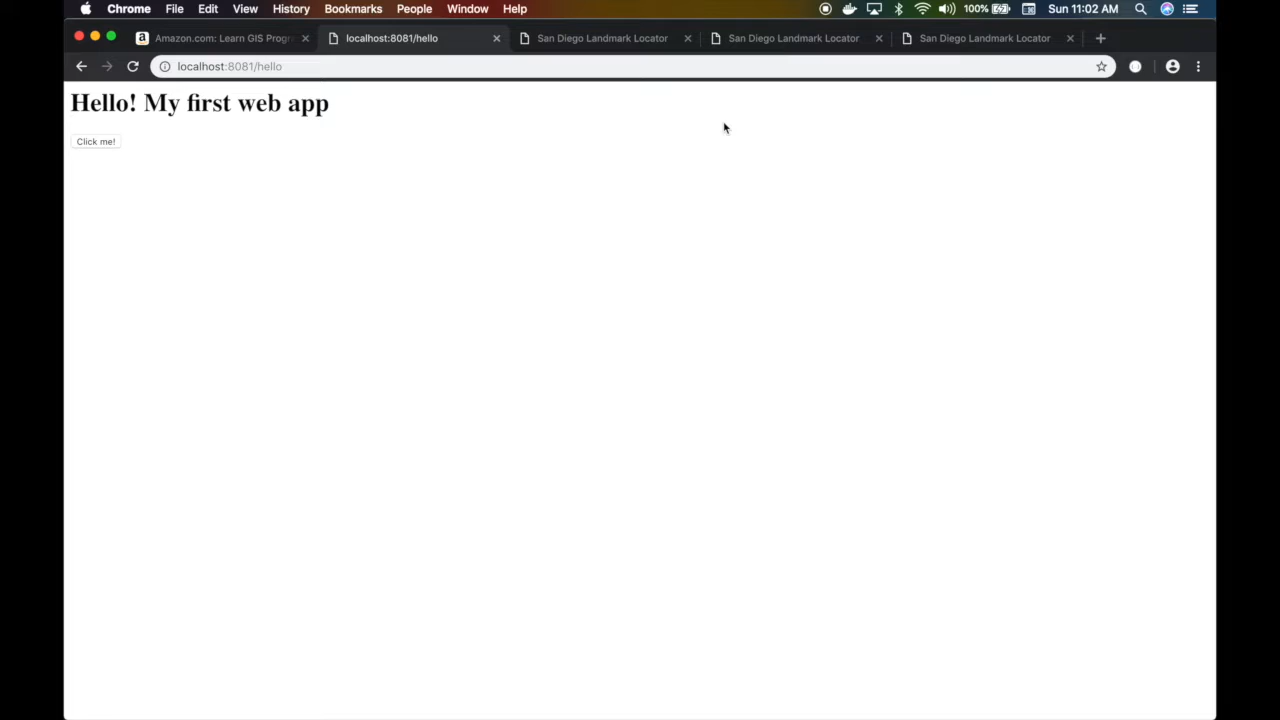 Chrome File Edit View History Bookmarks People Window Help 100% Sun 11:02 AM
Amazon.com: Learn GIS Progr localhost:8081/hello San Diego Landmark Locator San Diego Landmark Locator San Diego Landmark Locator
localhost:8081/hello
Hello! My first web app
Click me!